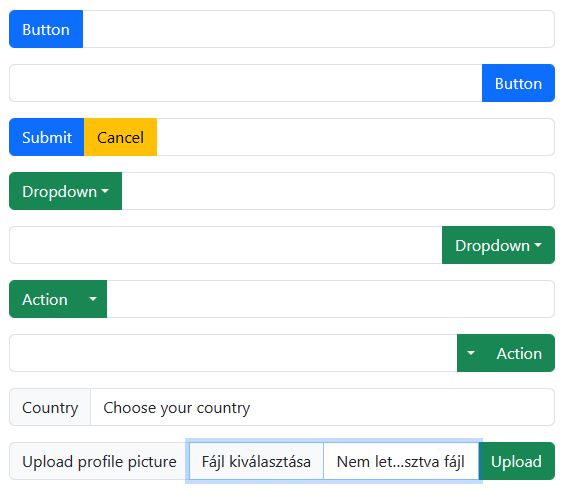 Button
Button
Submit Cancel
Dropdown
Dropdown
Action
Action
Country Choose your country
Upload profile picture Fájl kiválasztása Nem let...sztva fájl Upload